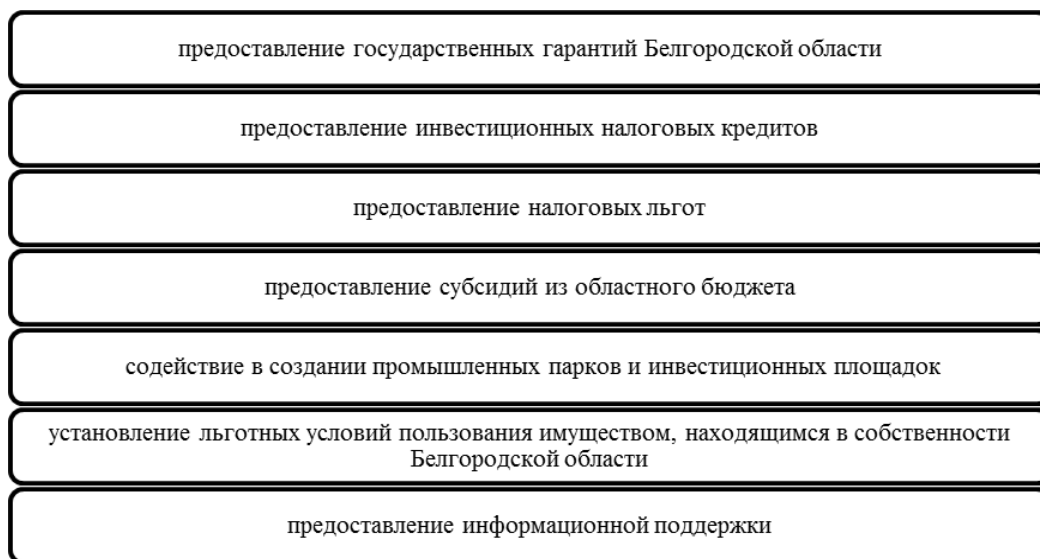 предоставление государственных гарантий Белгородской области
предоставление инвестиционных налоговых кредитов
предоставление налоговых льгот
предоставление субсидий из областного бюджета
содействие в создании промышленных парков и инвестиционных площадок
установление льготных условий пользования имуществом, находящимся в собственности
Белгородской области
предоставление информационной поддержки